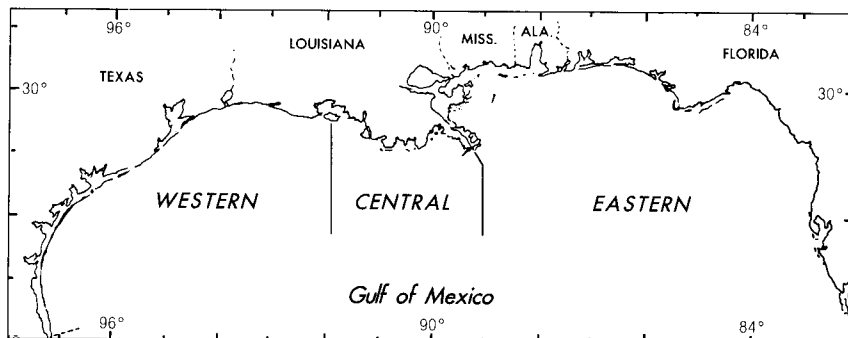 96° 90° 84°
LOUISIANA MISS. ALA. FLORIDA
TEXAS
30° 30°
WESTERN CENTRAL EASTERN
Gulf of Mexico
96° 90° 84°